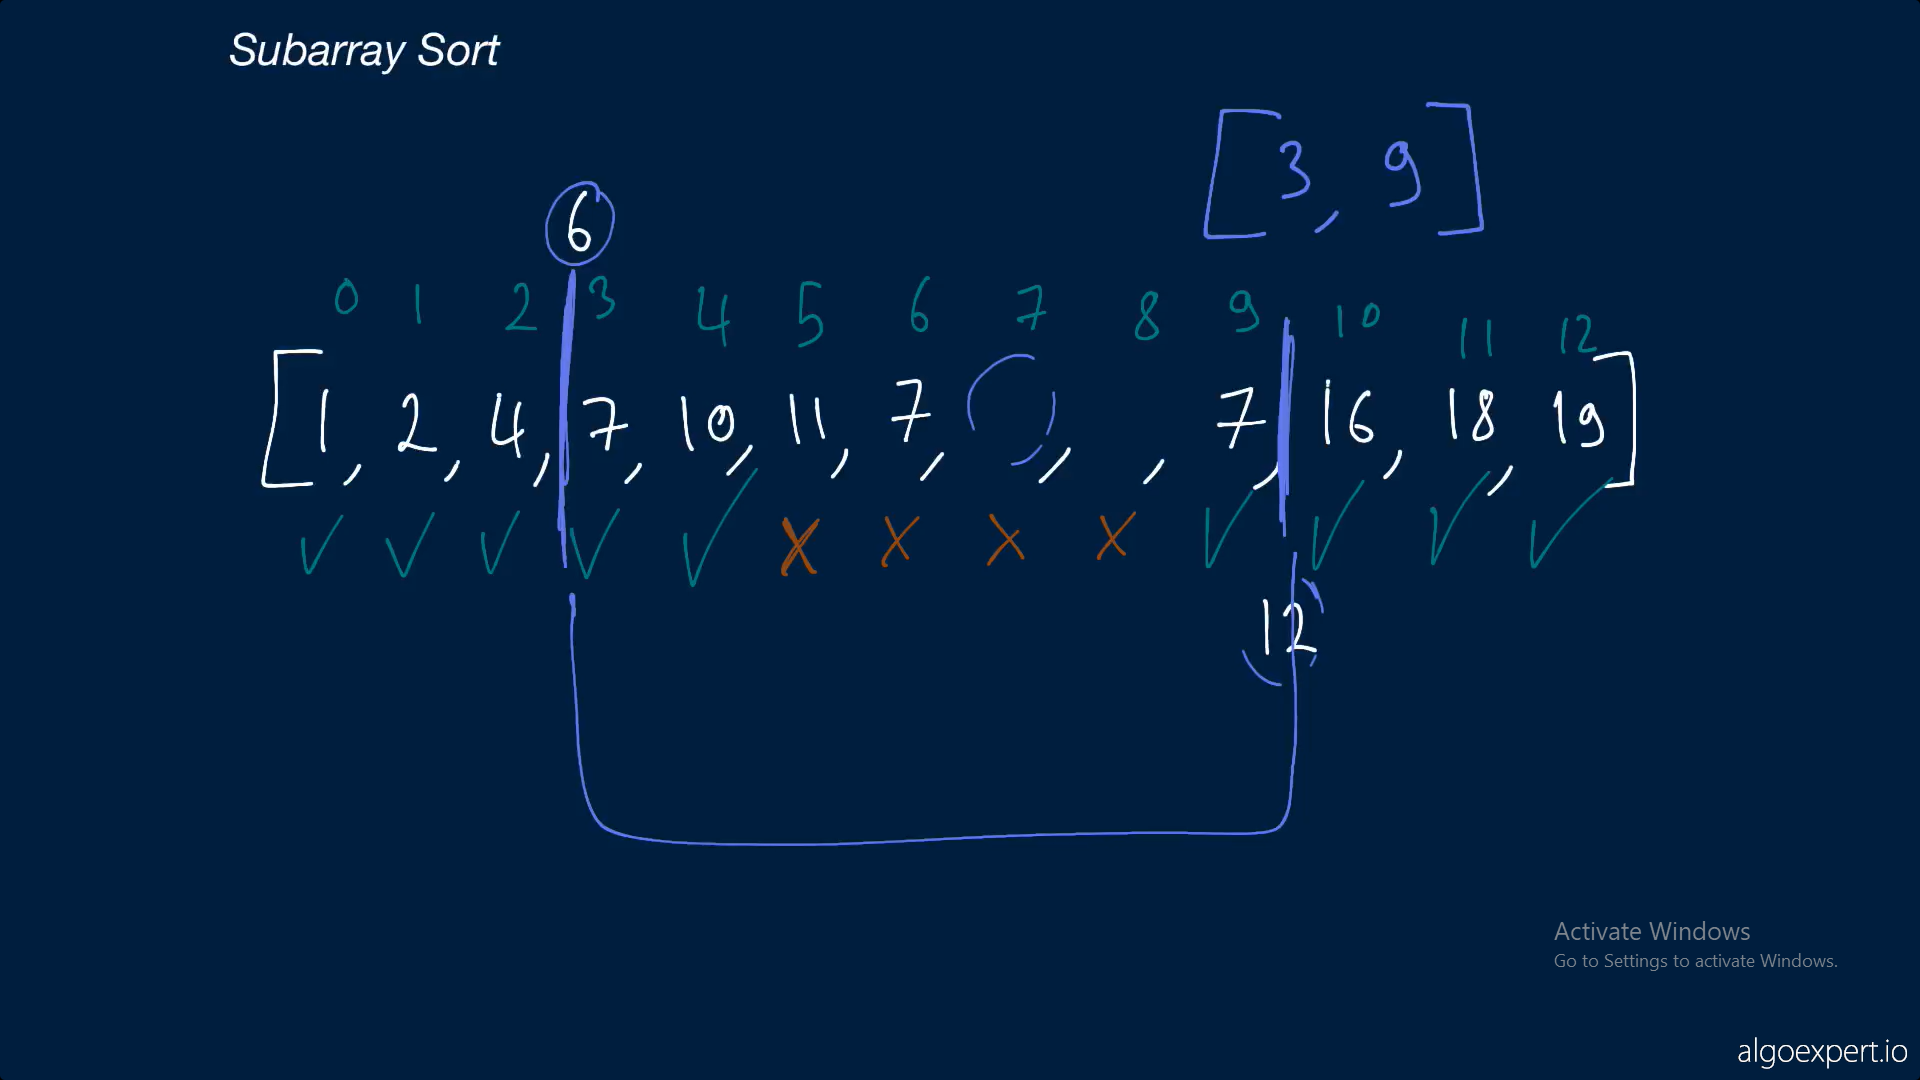 Subarray Sort
[3, 9]
6
0 1 2 3 4 5 6 7 8 9 10 11 12
[1, 2, 4, 7, 10, 11, 7, , , 7, 16, 18, 19]
12
Activate Windows
Go to Settings to activate Windows.
algoexpert.io